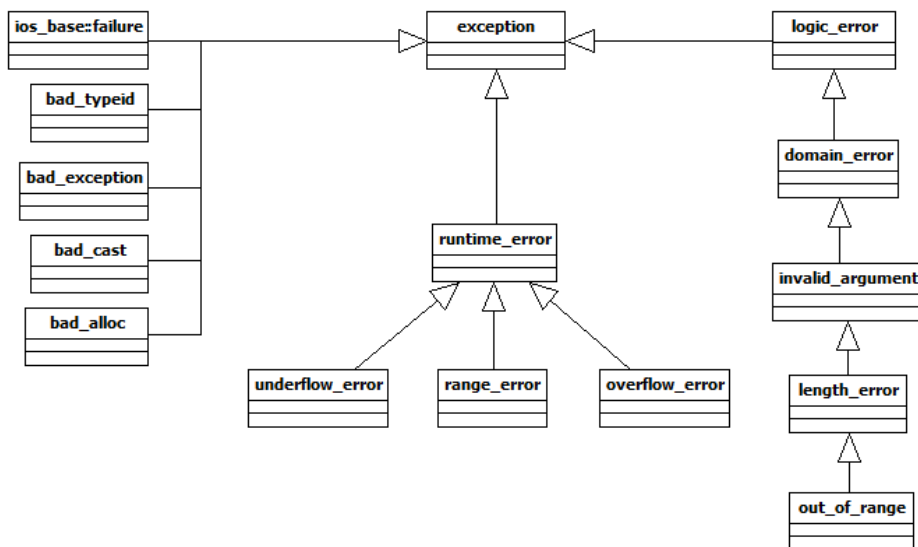 ios_base::failure
exception
logic_error
bad_typeid
domain_error
bad_exception
runtime_error
bad_cast
invalid_argument
bad_alloc
underflow_error
range_error
overflow_error
length_error
out_of_range